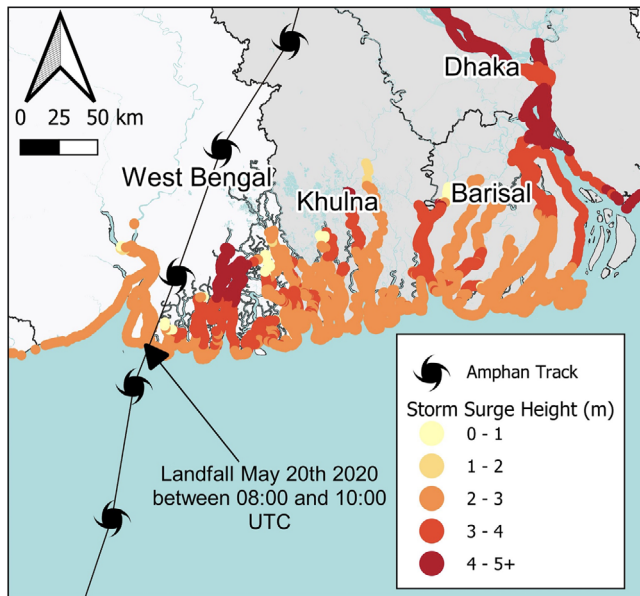 0 25 50 km
Dhaka
West Bengal
Khulna
Barisal
Landfall May 20th 2020
between 08:00 and 10:00
UTC
Amphan Track
Storm Surge Height (m)
0 - 1
1 - 2
2 - 3
3 - 4
4 - 5+